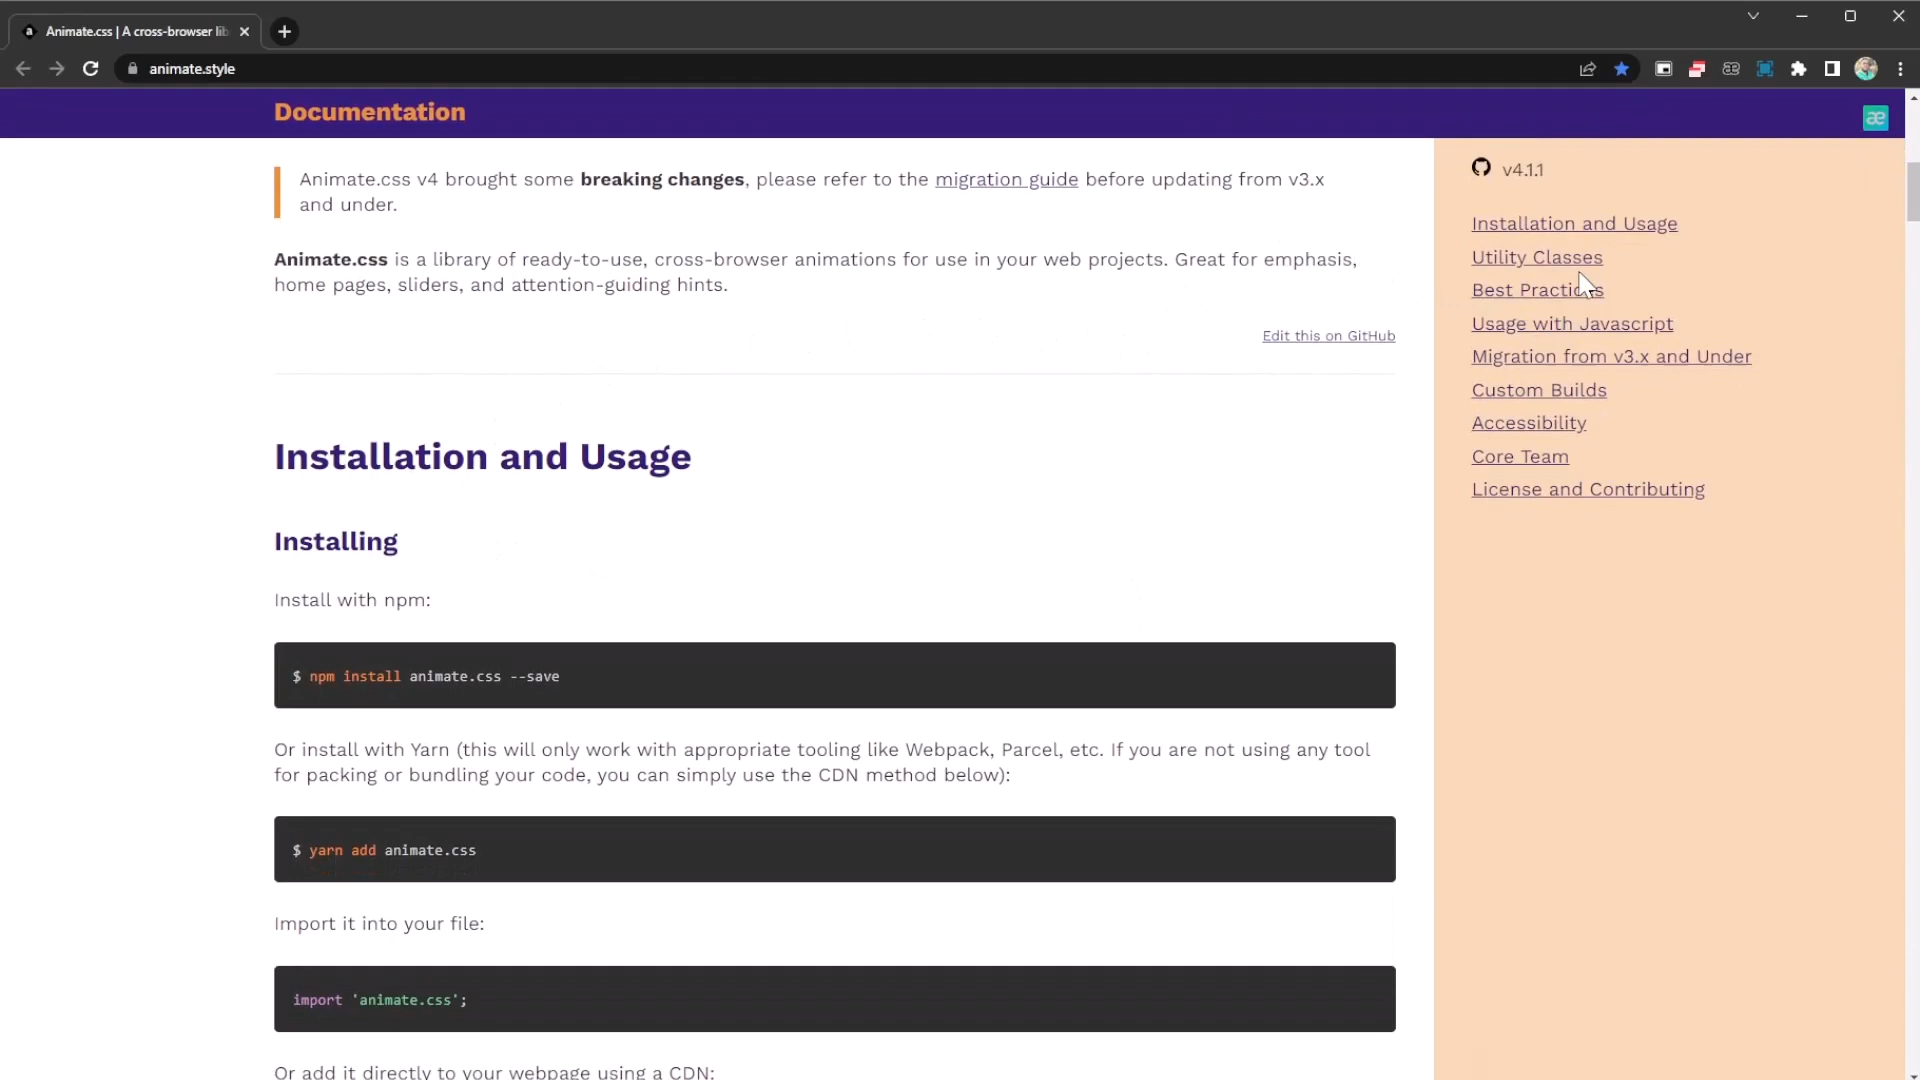 Animate.css | A cross-browser lib
animate.style
Documentation
æ
Animate.css v4 brought some breaking changes, please refer to the migration guide before updating from v3.x
and under.
Animate.css is a library of ready-to-use, cross-browser animations for use in your web projects. Great for emphasis,
home pages, sliders, and attention-guiding hints.
Edit this on GitHub
Installation and Usage
Installing
Install with npm:
$ npm install animate.css --save
Or install with Yarn (this will only work with appropriate tooling like Webpack, Parcel, etc. If you are not using any tool
for packing or bundling your code, you can simply use the CDN method below):
$ yarn add animate.css
Import it into your file:
import 'animate.css';
Or add it directly to your webpage using a CDN:
v4.1.1
Installation and Usage
Utility Classes
Best Practices
Usage with Javascript
Migration from v3.x and Under
Custom Builds
Accessibility
Core Team
License and Contributing